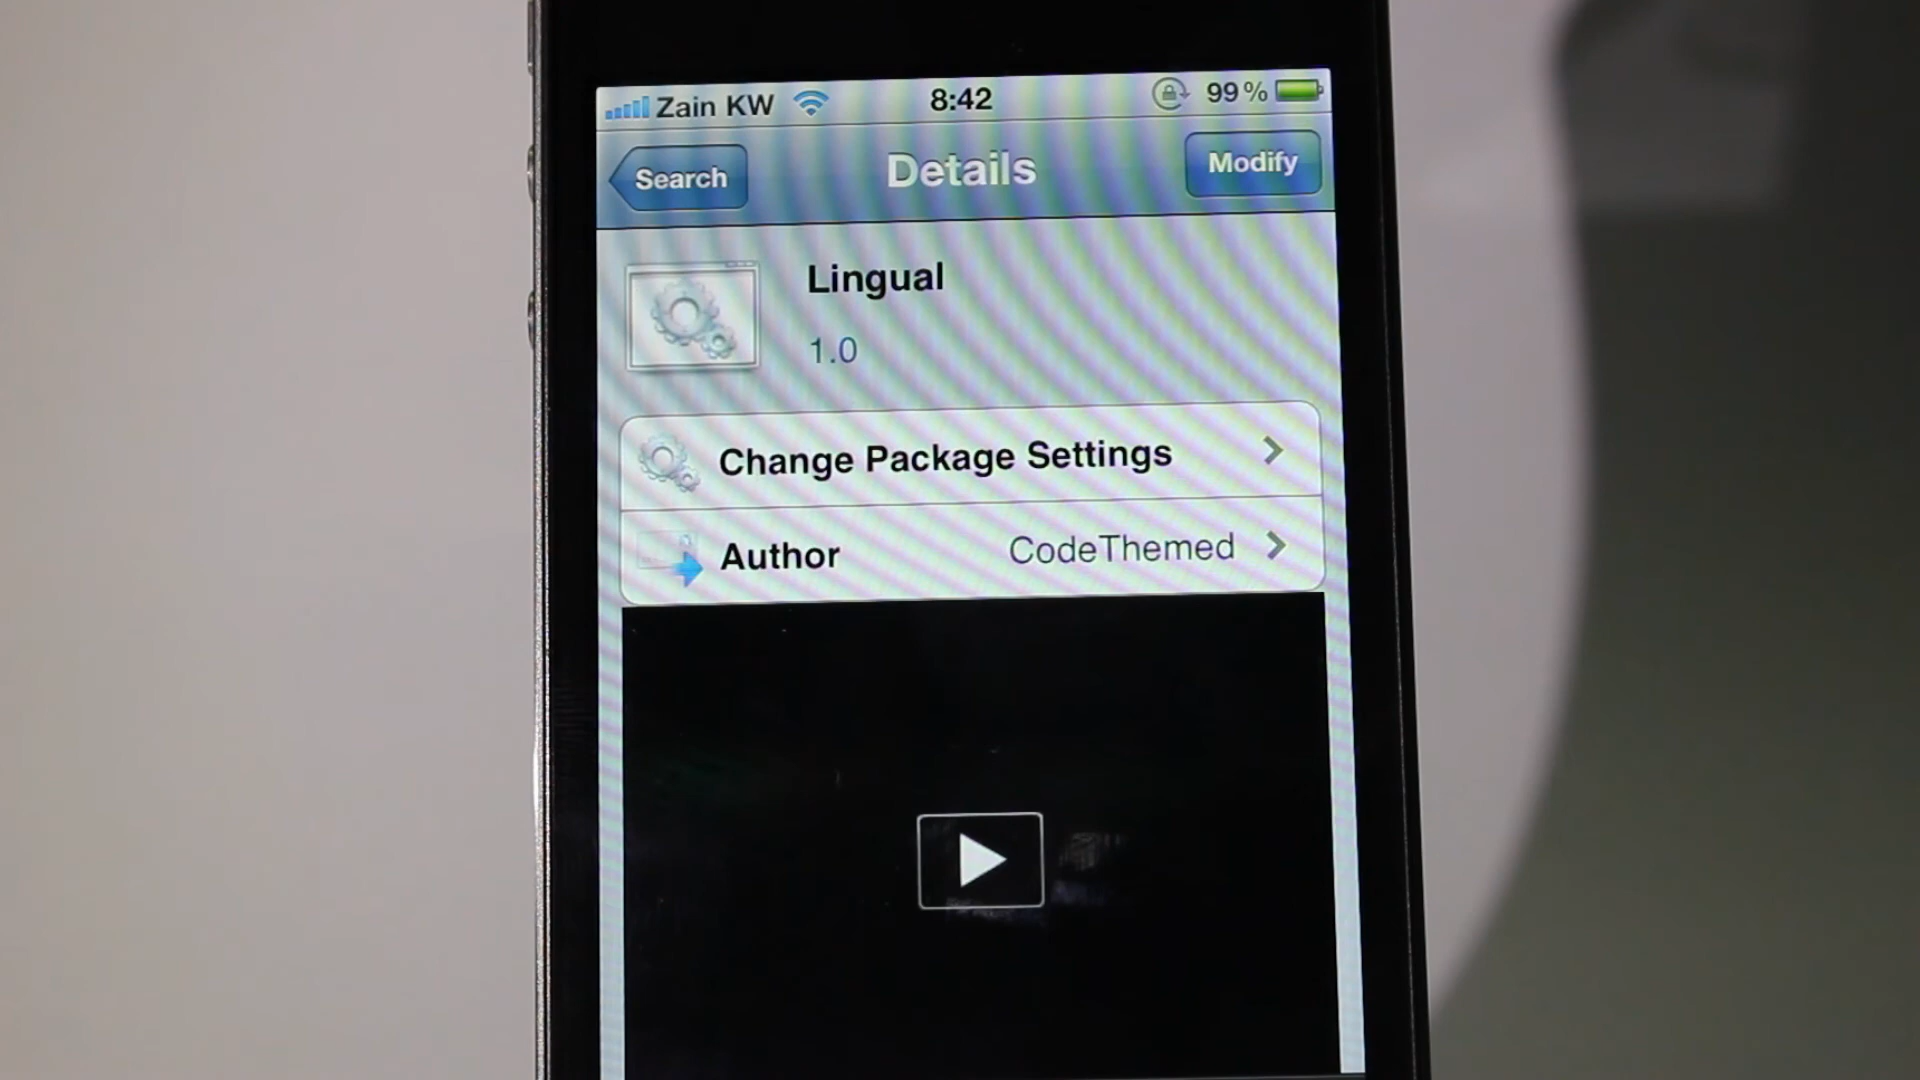 Zain KW 8:42 99%
Search Details Modify
Lingual
1.0
Change Package Settings
Author CodeThemed